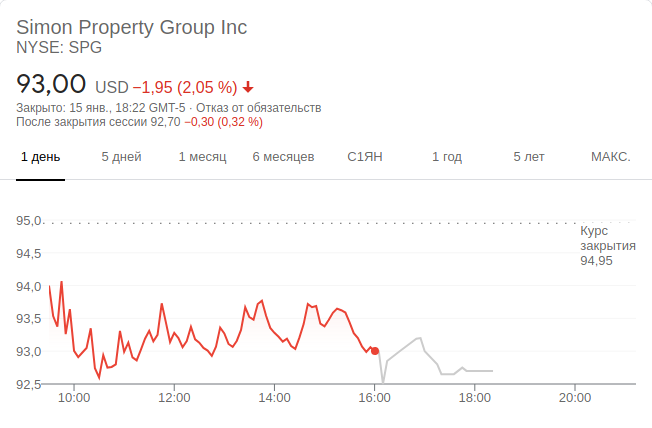 Simon Property Group Inc
NYSE: SPG
93,00 USD −1,95 (2,05 %)
Закрыто: 15 янв., 18:22 GMT-5 · Отказ от обязательств
После закрытия сессии 92,70 −0,30 (0,32 %)
1 день 5 дней 1 месяц 6 месяцев С1ЯН 1 год 5 лет МАКС.
95,0
Курс
закрытия
94,95
94,5
94,0
93,5
93,0
92,5
10:00 12:00 14:00 16:00 18:00 20:00